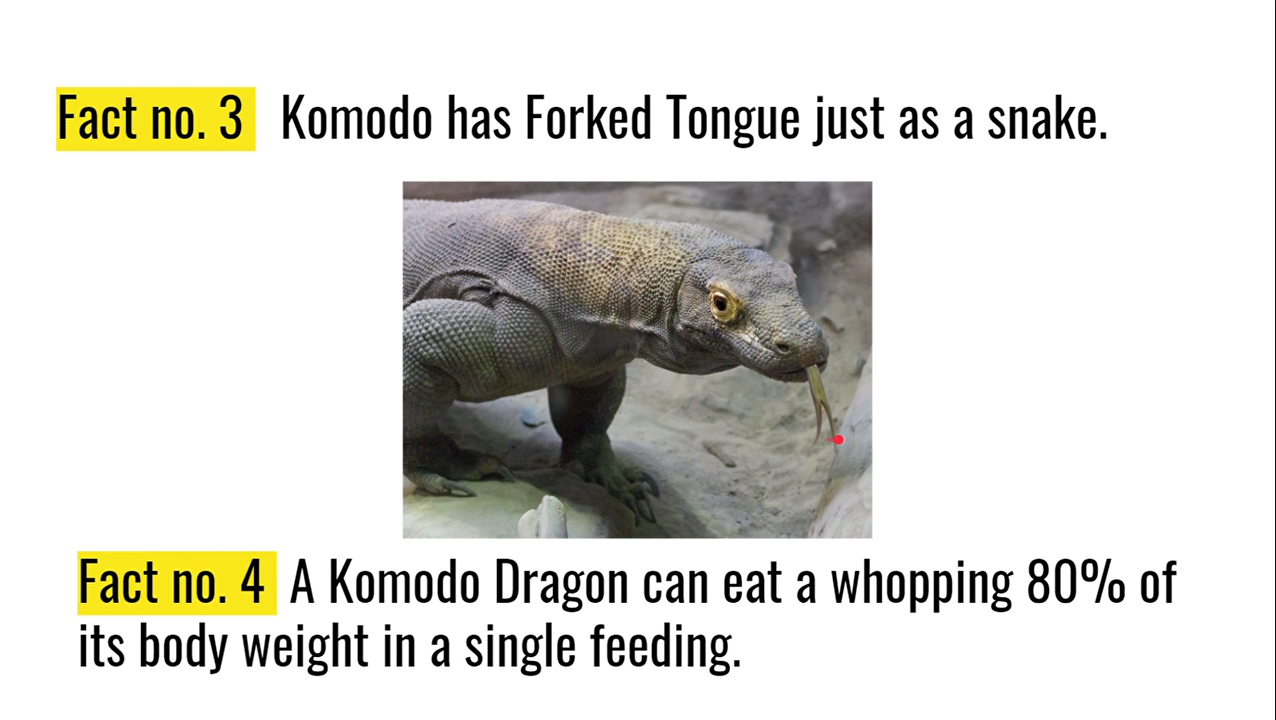 Fact no. 3 Komodo has Forked Tongue just as a snake.
Fact no. 4 A Komodo Dragon can eat a whopping 80% of
its body weight in a single feeding.